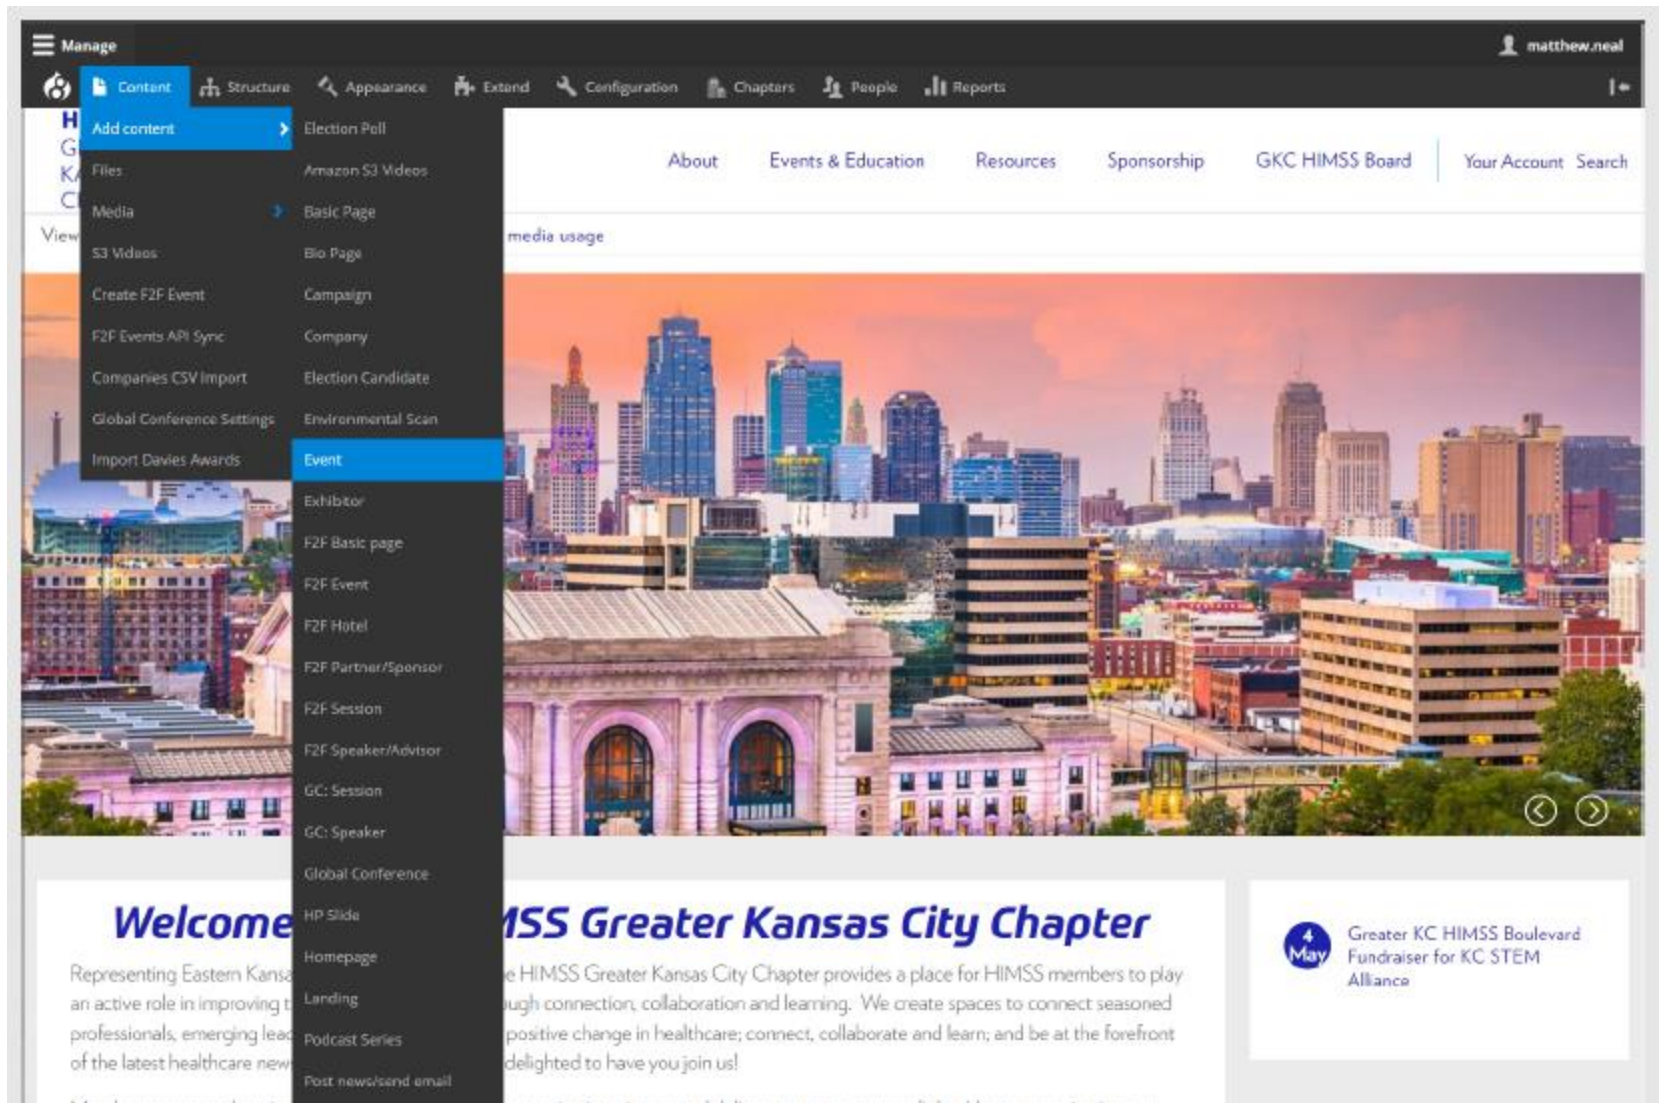 Manage
matthew.neal
Content
Structure
Appearance
Extend
Configuration
Chapters
People
Reports
Add content
Files
Media
S3 Videos
Create F2F Event
F2F Events API Sync
Companies CSV Import
Global Conference Settings
Import Davies Awards
Election Poll
Amazon S3 Videos
Basic Page
Bio Page
Campaign
Company
Election Candidate
Environmental Scan
Event
Exhibitor
F2F Basic page
F2F Event
F2F Hotel
F2F Partner/Sponsor
F2F Session
F2F Speaker/Advisor
GC: Session
GC: Speaker
Global Conference
HP Slide
Homepage
Landing
Podcast Series
Post news/send email
H
G
KA
C
About
Events & Education
Resources
Sponsorship
GKC HIMSS Board
Your Account
Search
View
media usage
Welcome MSS Greater Kansas City Chapter
Representing Eastern Kansa e HIMSS Greater Kansas City Chapter provides a place for HIMSS members to play
an active role in improving t ugh connection, collaboration and learning. We create spaces to connect seasoned
professionals, emerging lead positive change in healthcare; connect, collaborate and learn; and be at the forefront
of the latest healthcare new delighted to have you join us!
4
May
Greater KC HIMSS Boulevard
Fundraiser for KC STEM
Alliance